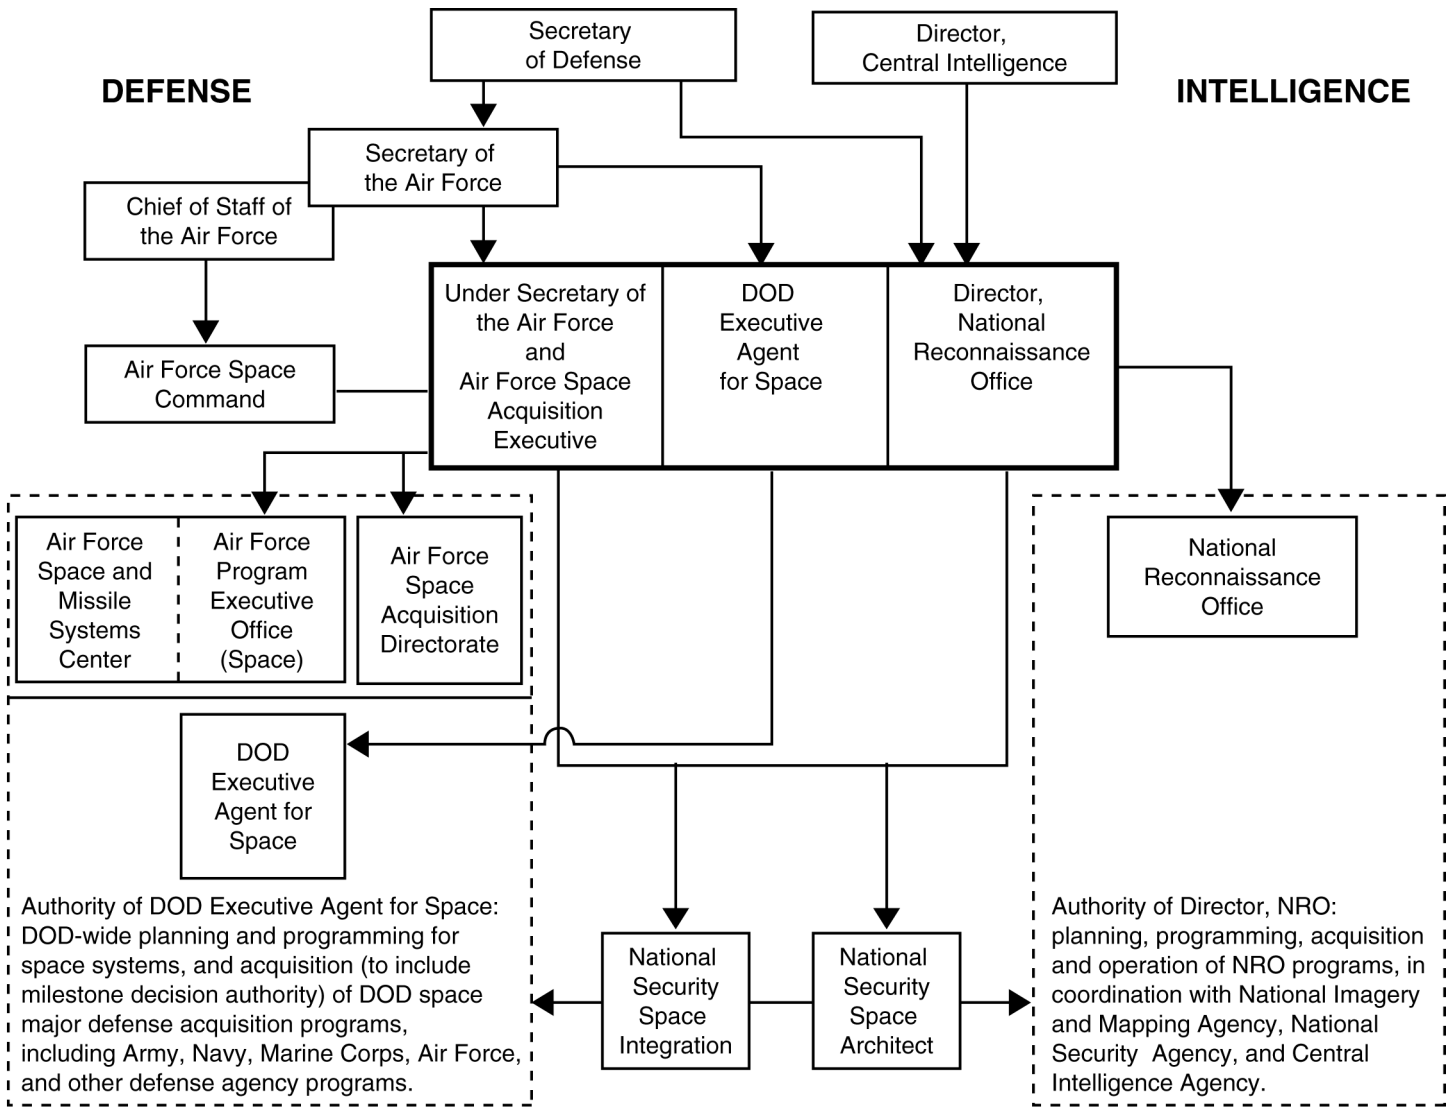 Secretary
of Defense
Director,
Central Intelligence
DEFENSE
INTELLIGENCE
Secretary of
the Air Force
Chief of Staff of
the Air Force
Under Secretary of
the Air Force
and
Air Force Space
Acquisition
Executive
DOD
Executive
Agent
for Space
Director,
National
Reconnaissance
Office
Air Force Space
Command
Air Force
Space and
Missile
Systems
Center
Air Force
Program
Executive
Office
(Space)
Air Force
Space
Acquisition
Directorate
National
Reconnaissance
Office
DOD
Executive
Agent for
Space
Authority of DOD Executive Agent for Space:
DOD-wide planning and programming for
space systems, and acquisition (to include
milestone decision authority) of DOD space
major defense acquisition programs,
including Army, Navy, Marine Corps, Air Force,
and other defense agency programs.
National
Security
Space
Integration
National
Security
Space
Architect
Authority of Director, NRO:
planning, programming, acquisition
and operation of NRO programs, in
coordination with National Imagery
and Mapping Agency, National
Security Agency, and Central
Intelligence Agency.